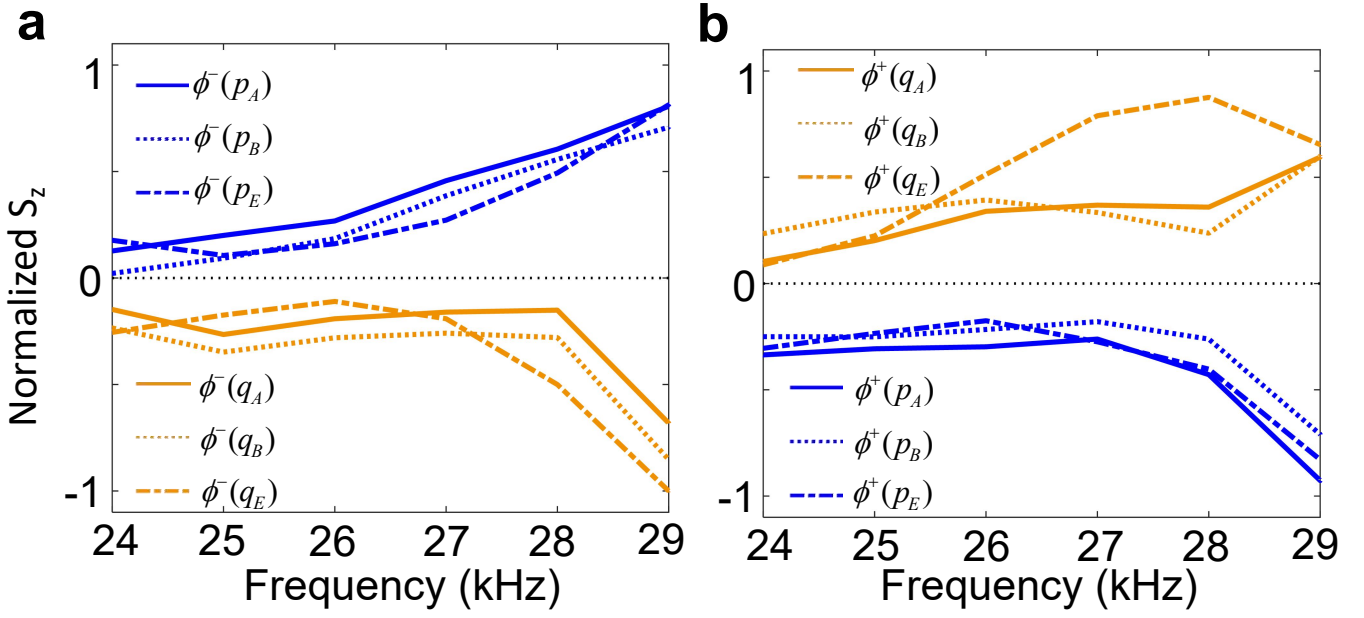 a
Normalized S_z
1
0
-1
ϕ⁻(p_A)
ϕ⁻(p_B)
ϕ⁻(p_E)
ϕ⁻(q_A)
ϕ⁻(q_B)
ϕ⁻(q_E)
24 25 26 27 28 29
Frequency (kHz)
b
1
0
-1
ϕ⁺(q_A)
ϕ⁺(q_B)
ϕ⁺(q_E)
ϕ⁺(p_A)
ϕ⁺(p_B)
ϕ⁺(p_E)
24 25 26 27 28 29
Frequency (kHz)